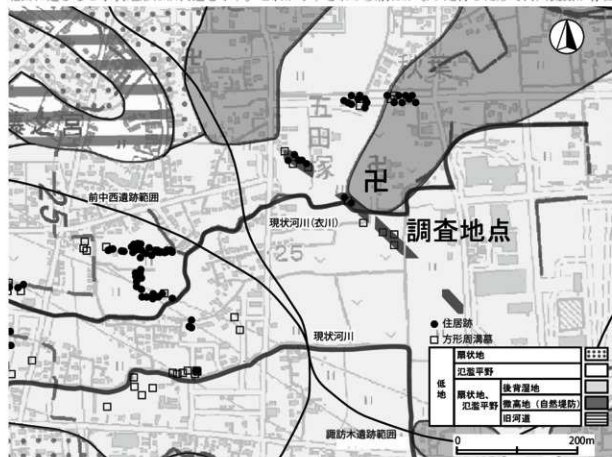 秋葉
五田塚
前中西遺跡範囲
25
現状河川(衣川)
調査地点
25
現状河川
●住居跡
□方形周溝墓
低地
扇状地
氾濫平野
扇状地、氾濫平野
後背湿地
微高地（自然堤防）
旧河道
諏訪木遺跡範囲
0 200m